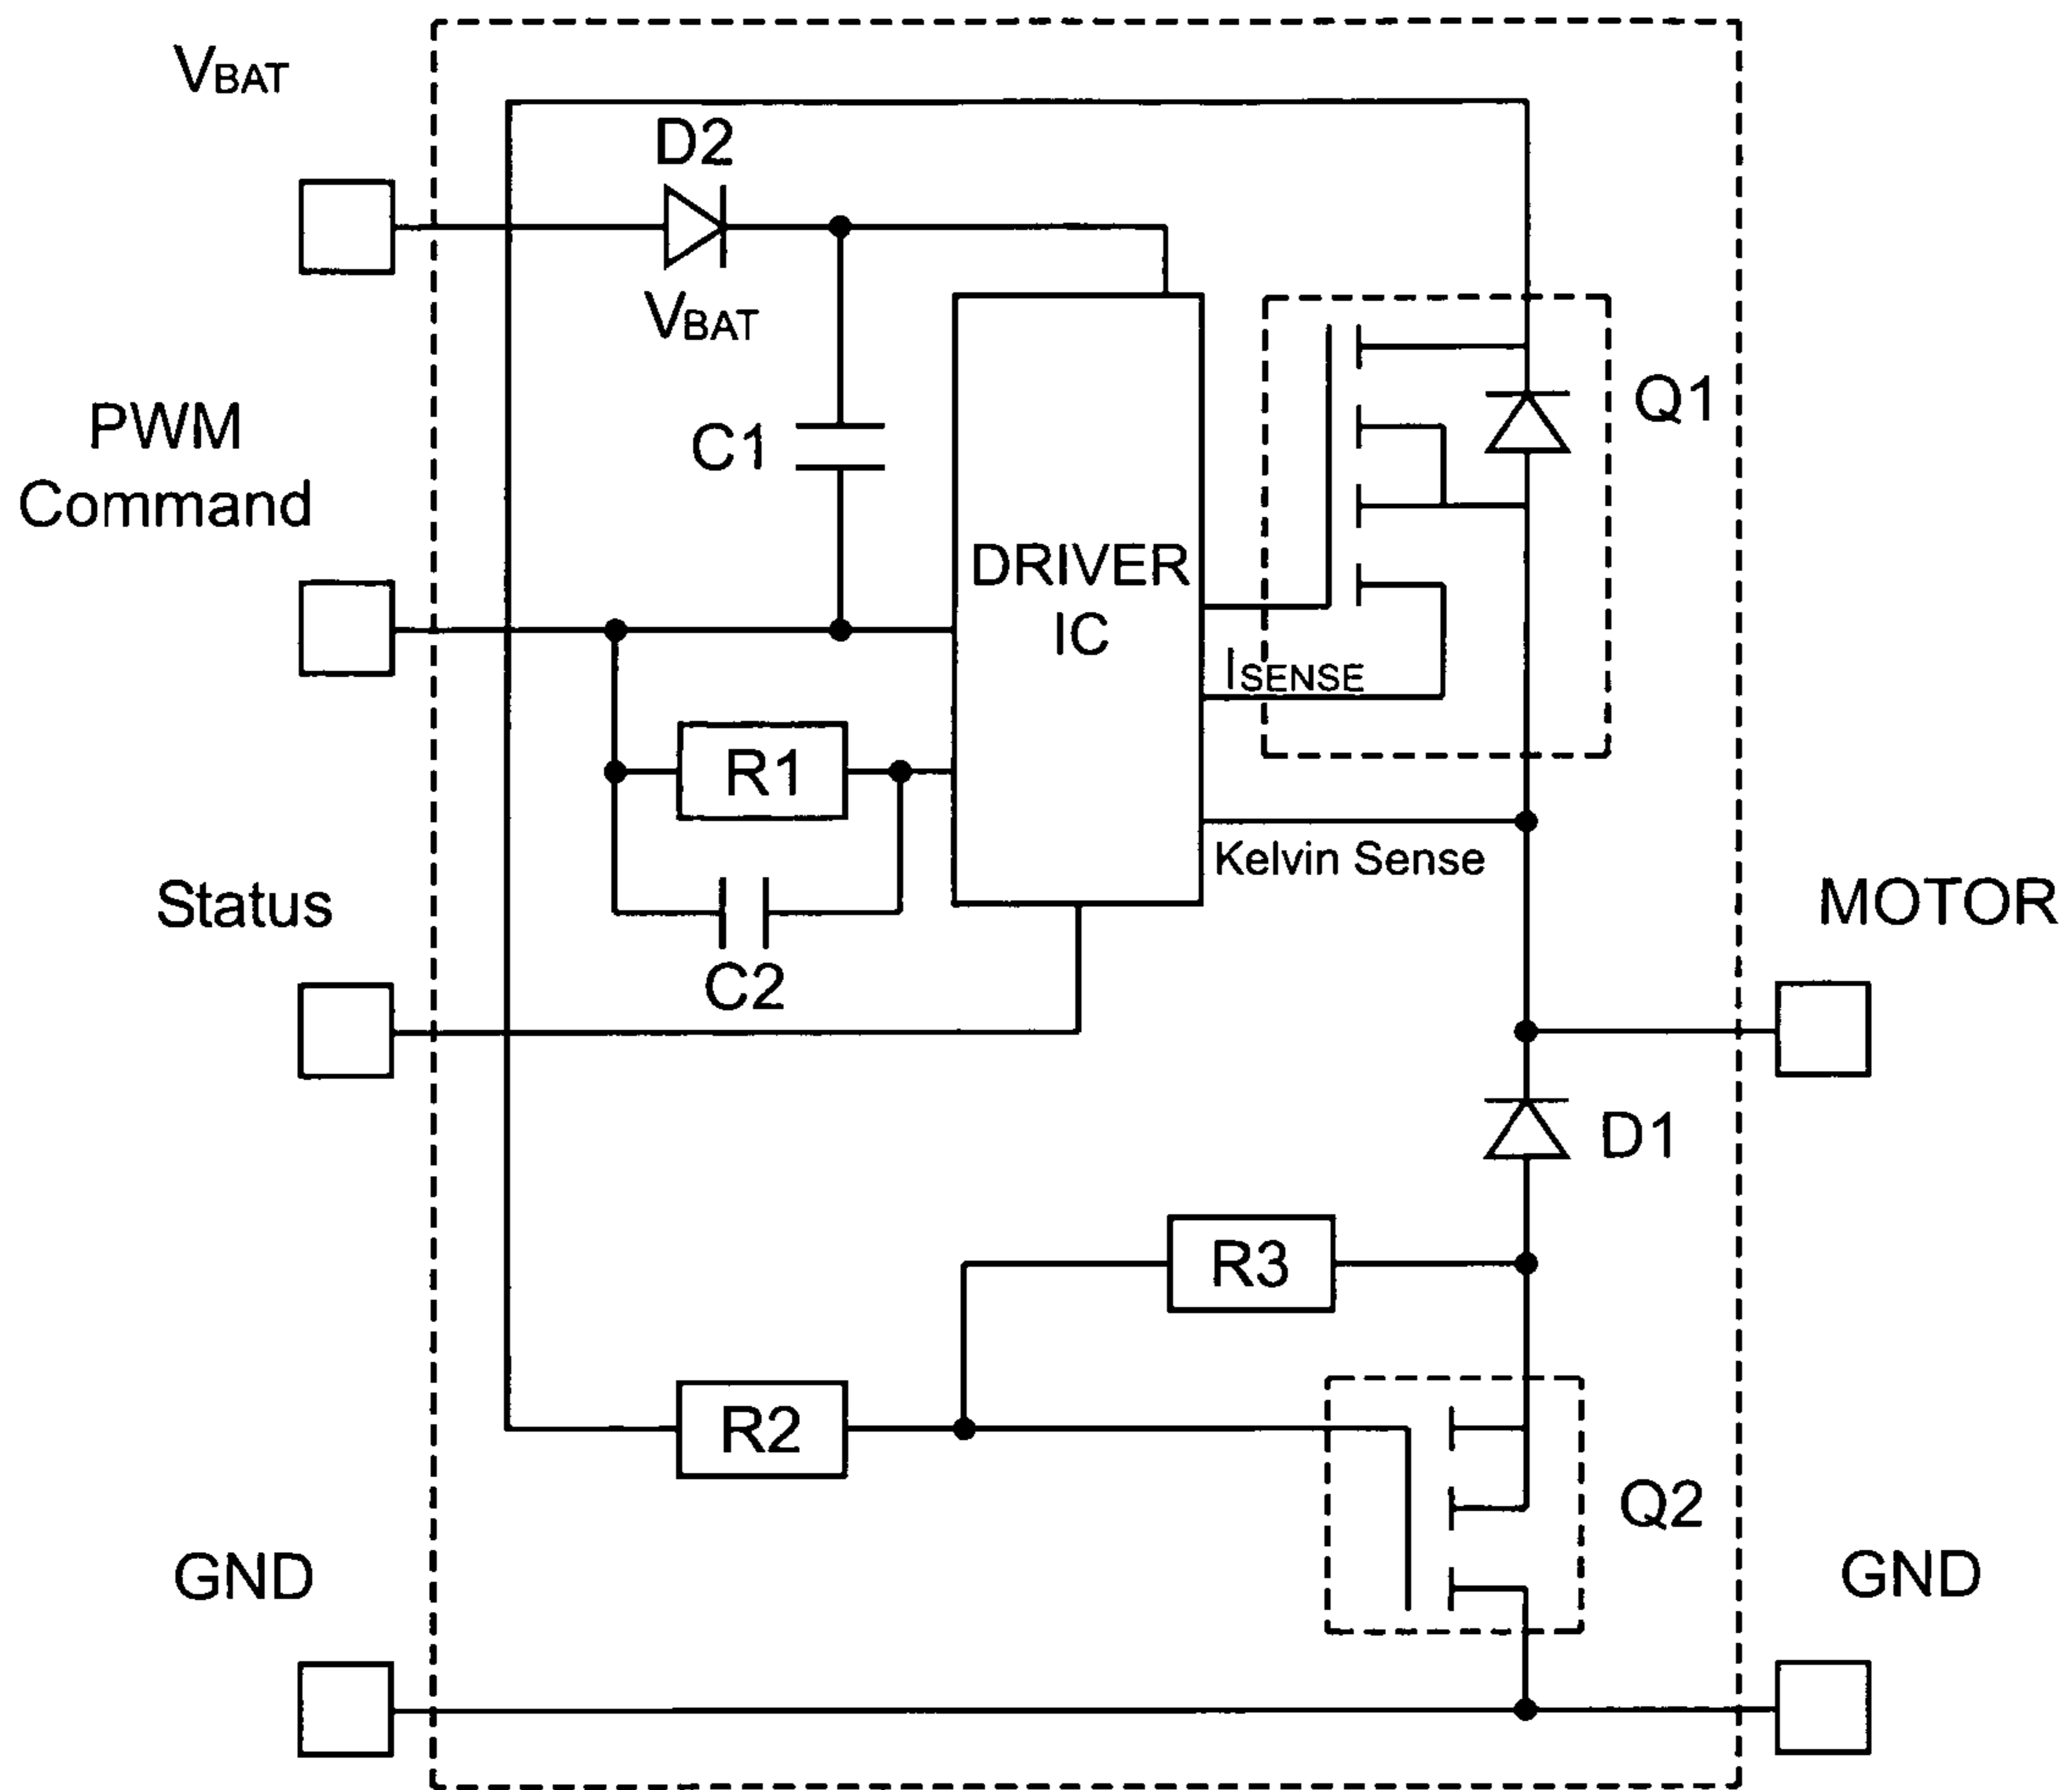 VBAT
D2
VBAT
PWM
Command
C1
Q1
DRIVER
IC
ISENSE
R1
Kelvin Sense
Status
MOTOR
C2
D1
R3
R2
Q2
GND
GND